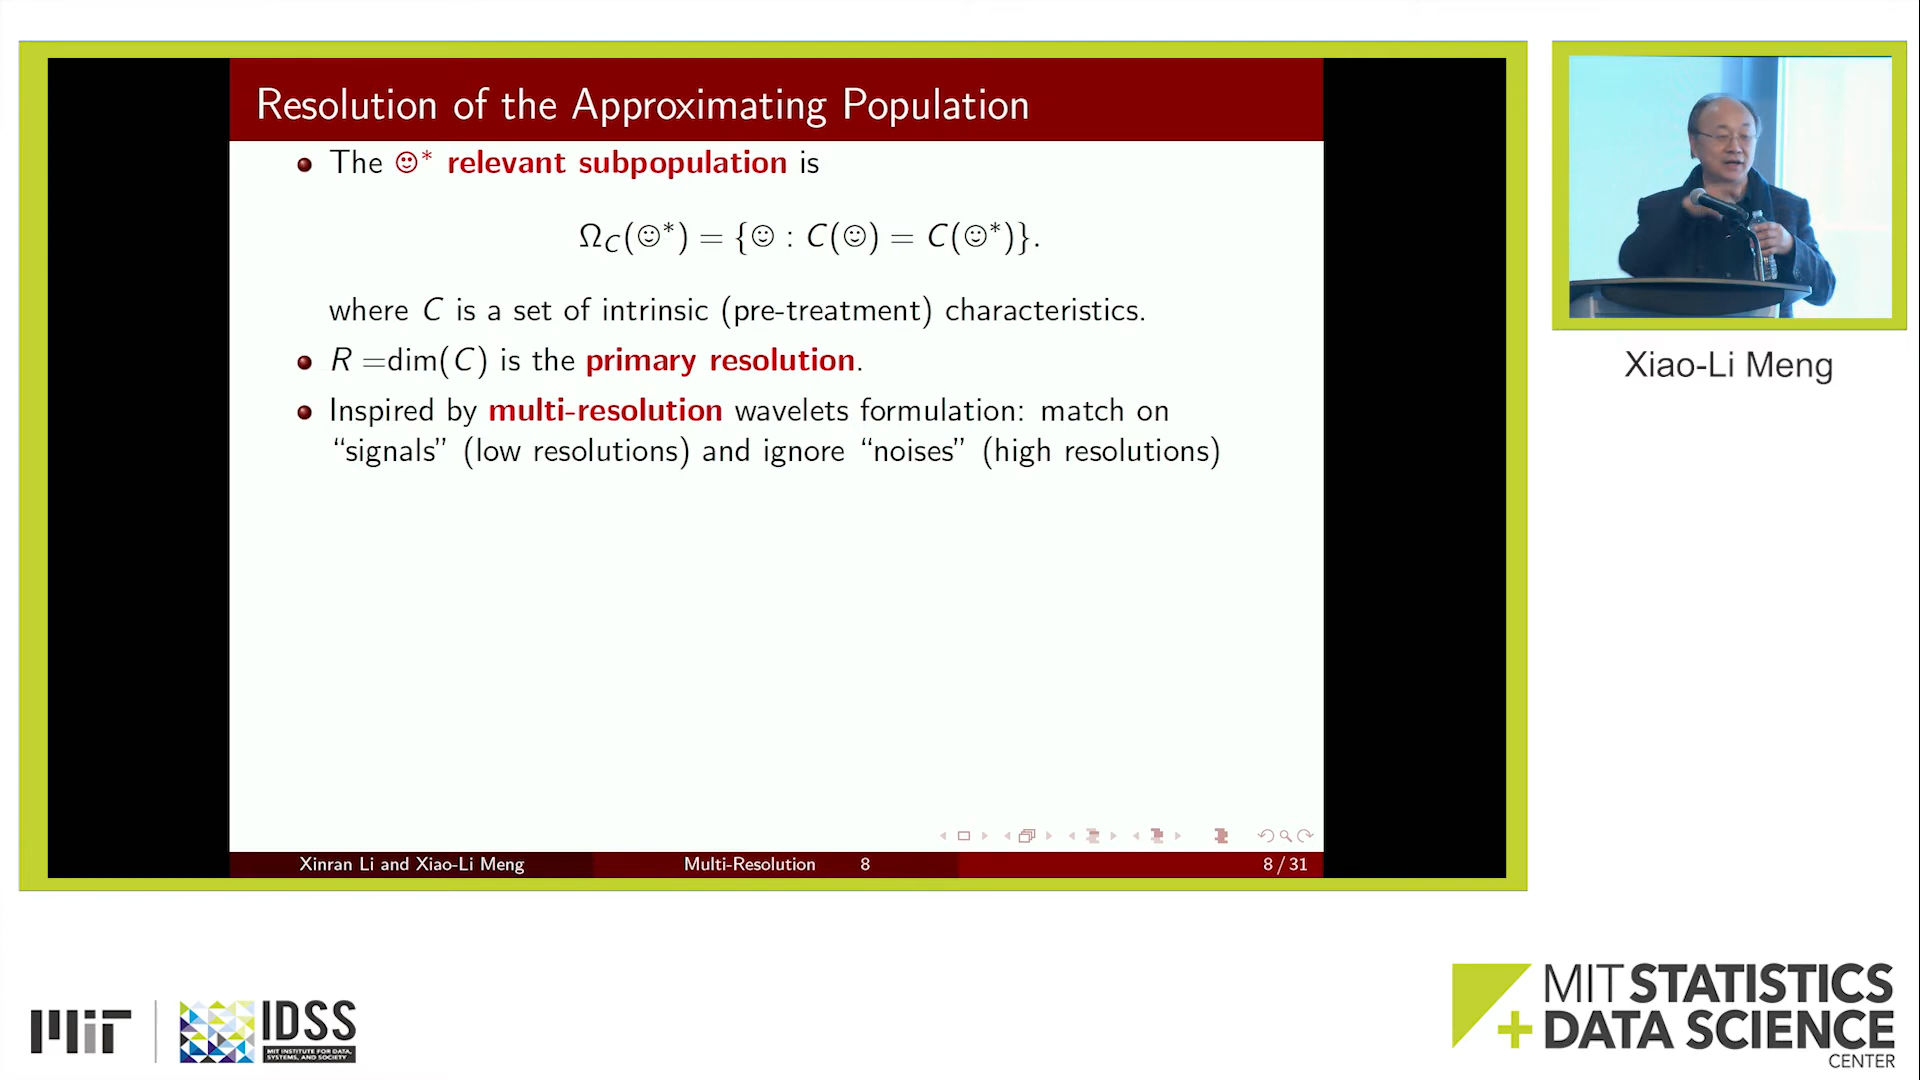 Resolution of the Approximating Population
The ☺* relevant subpopulation is
Ω_C(☺*) = {☺ : C(☺) = C(☺*)}.
where C is a set of intrinsic (pre-treatment) characteristics.
R =dim(C) is the primary resolution.
Inspired by multi-resolution wavelets formulation: match on
“signals” (low resolutions) and ignore “noises” (high resolutions)
Xinran Li and Xiao-Li Meng Multi-Resolution 8 8 / 31
Xiao-Li Meng
MIT
IDSS
MIT INSTITUTE FOR DATA,
SYSTEMS, AND SOCIETY
MIT STATISTICS
+ DATA SCIENCE
CENTER